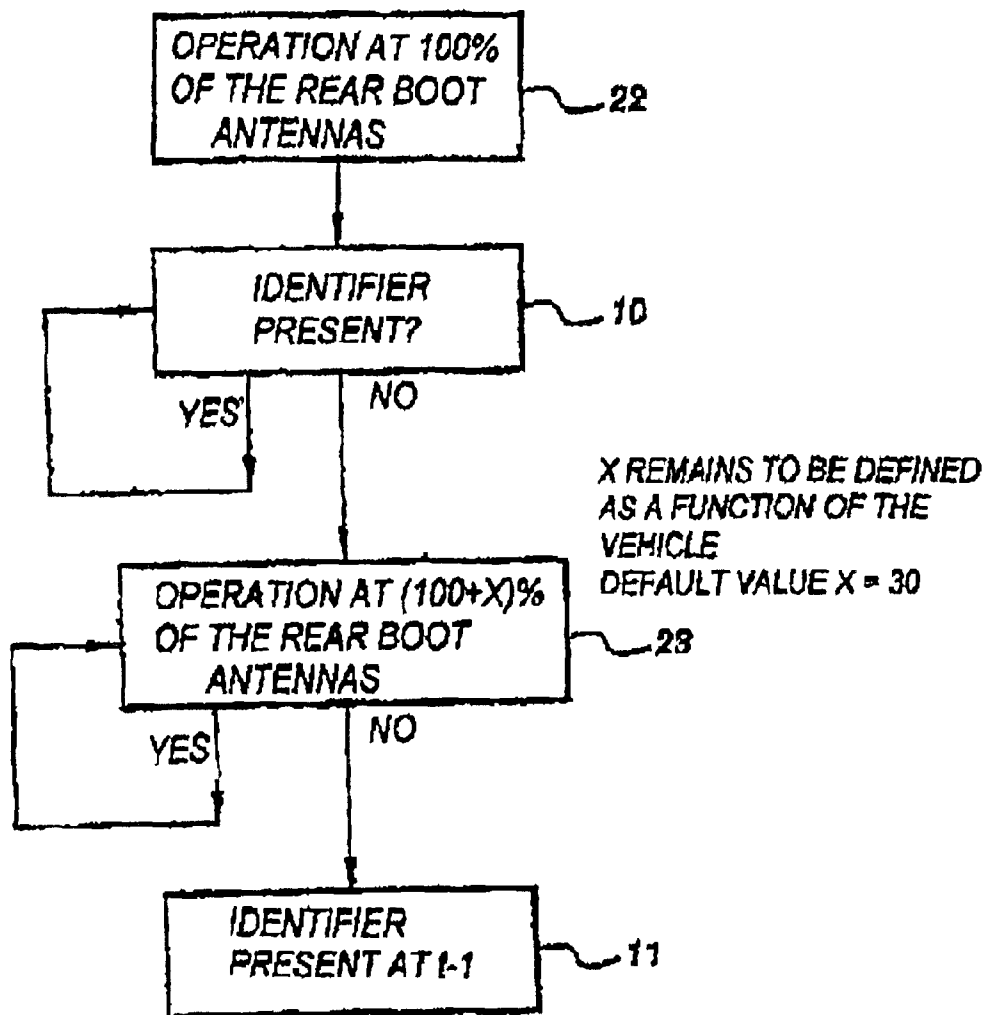 OPERATION AT 100%
OF THE REAR BOOT
ANTENNAS
22
IDENTIFIER
PRESENT?
10
YES
NO
X REMAINS TO BE DEFINED
AS A FUNCTION OF THE
VEHICLE
DEFAULT VALUE X = 30
OPERATION AT (100+X)%
OF THE REAR BOOT
ANTENNAS
23
YES
NO
IDENTIFIER
PRESENT AT t-1
11